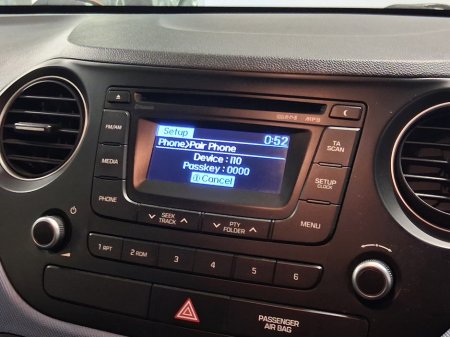 Setup 0:52
Phone>Pair Phone
Device : I10
Passkey : 0000
Cancel
FM/AM
MEDIA
PHONE
MP3
TA
SCAN
SETUP
CLOCK
MENU
SEEK
TRACK
PTY
FOLDER
1 RPT
2 RDM
3
4
5
6
PASSENGER
AIR BAG